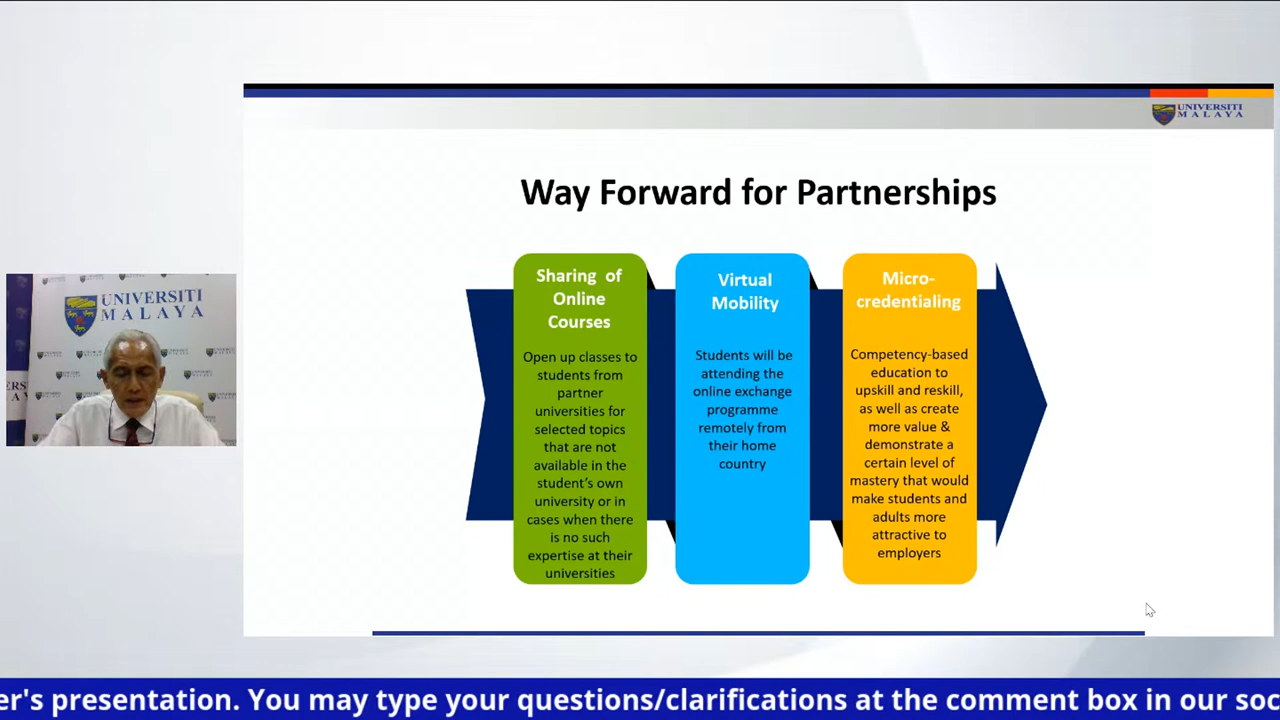 UNIVERSITI
MALAYA
Way Forward for Partnerships
Sharing of
Online
Courses
Open up classes to
students from
partner
universities for
selected topics
that are not
available in the
student's own
university or in
cases when there
is no such
expertise at their
universities
Virtual
Mobility
Students will be
attending the
online exchange
programme
remotely from
their home
country
Micro-
credentialing
Competency-based
education to
upskill and reskill,
as well as create
more value &
demonstrate a
certain level of
mastery that would
make students and
adults more
attractive to
employers
UNIVERSITI
MALAYA
er's presentation. You may type your questions/clarifications at the comment box in our soc